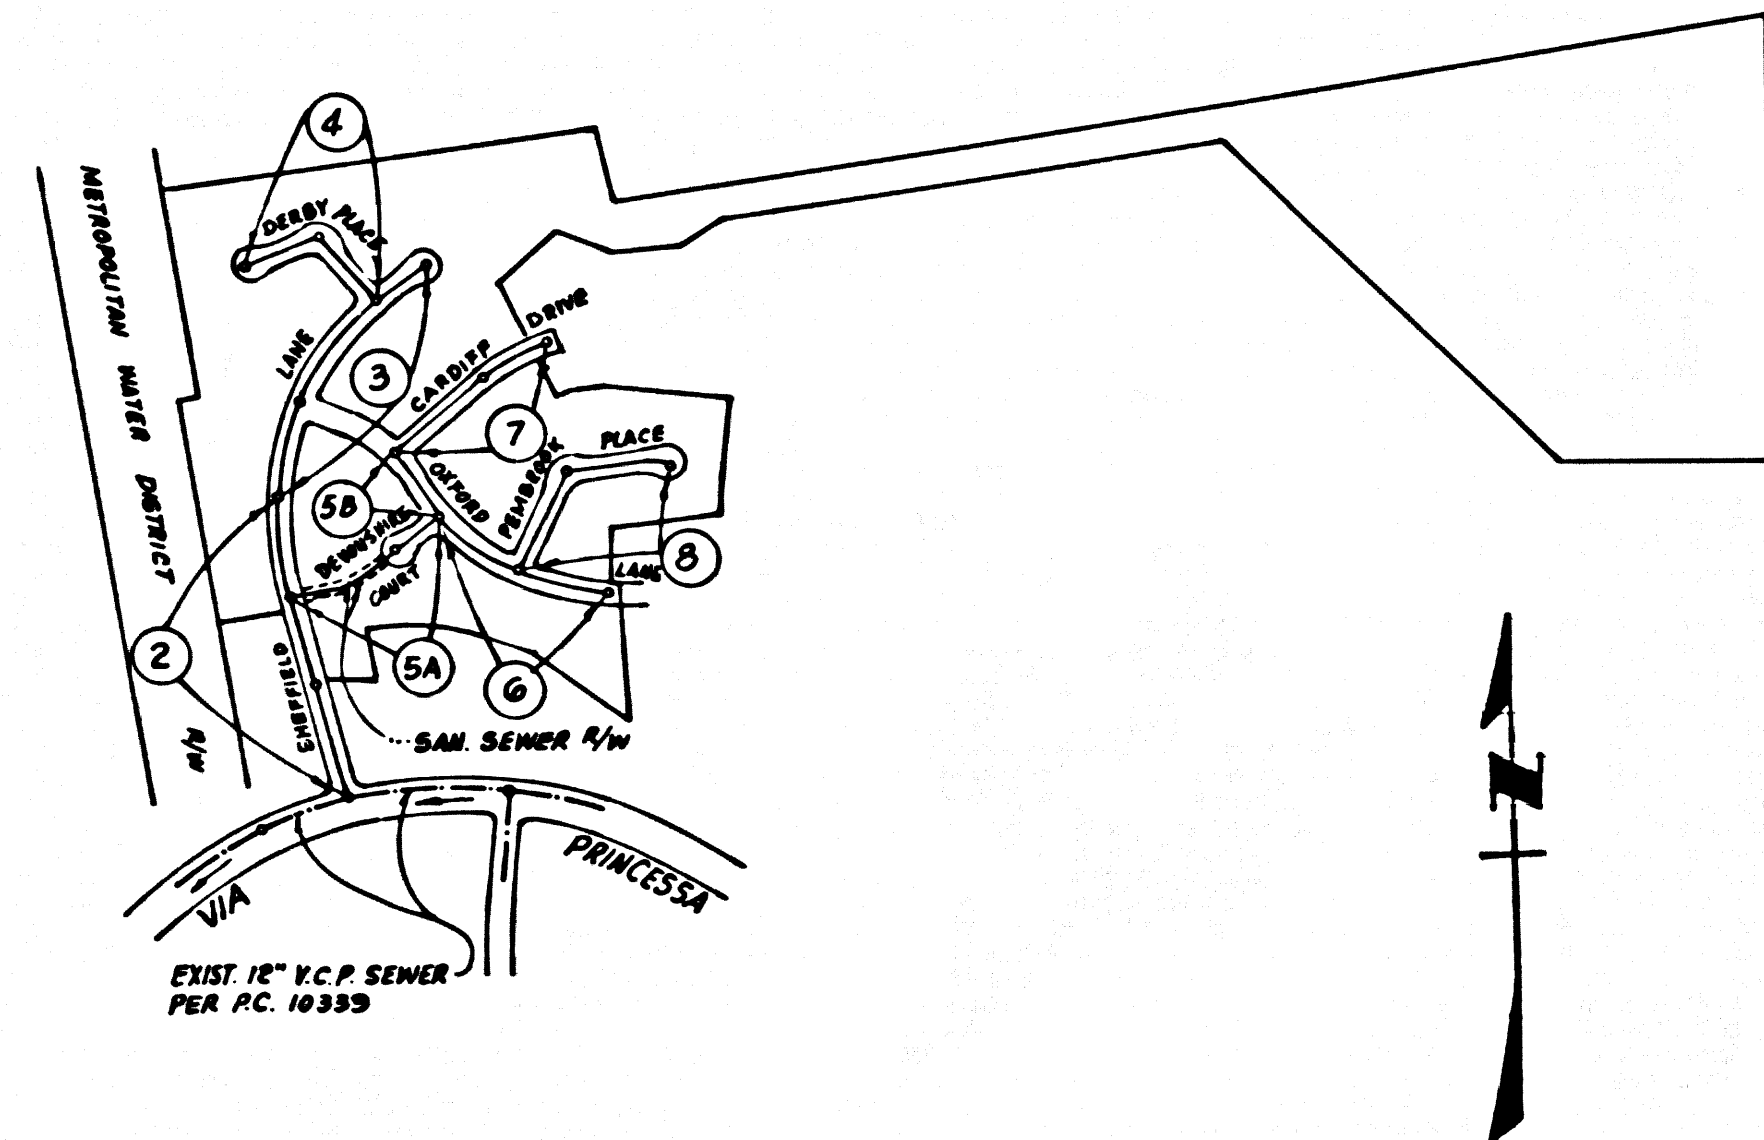 4
DERBY PLACE
METROPOLITAN WATER DISTRICT
R/W
LANE
3
CARDIFF DRIVE
7
PLACE
PEMBROOK
OXFORD
5B
DEVONSHIRE
COURT
LANE
8
2
5A
6
SHEFFIELD
SAN. SEWER R/W
N
VIA PRINCESSA
EXIST. 12" V.C.P. SEWER
PER P.C. 10339